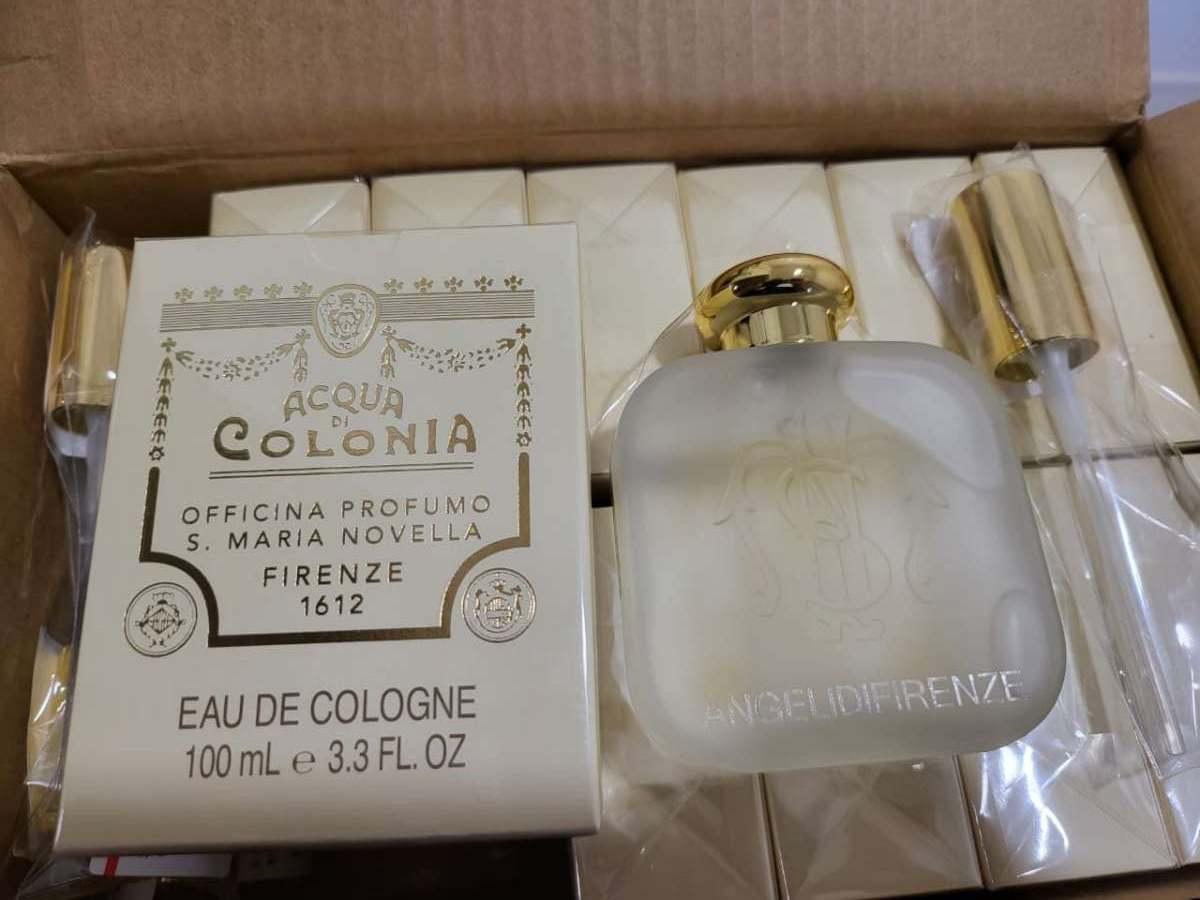 ACQUA
DI
COLONIA
OFFICINA PROFUMO
S. MARIA NOVELLA
FIRENZE
1612
EAU DE COLOGNE
100 mL ℮ 3.3 FL. OZ
ANGELIDIFIRENZE